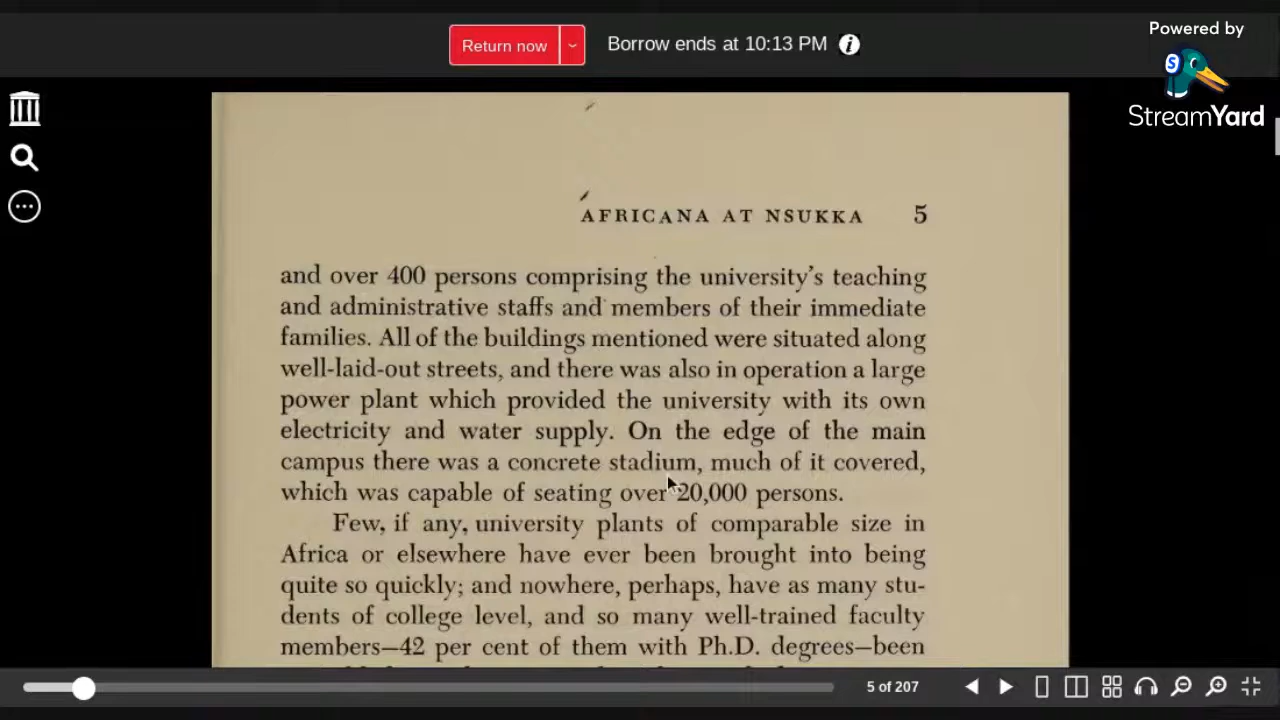 Powered by
Return now
Borrow ends at 10:13 PM
StreamYard
AFRICANA AT NSUKKA 5
and over 400 persons comprising the university's teaching
and administrative staffs and members of their immediate
families. All of the buildings mentioned were situated along
well-laid-out streets, and there was also in operation a large
power plant which provided the university with its own
electricity and water supply. On the edge of the main
campus there was a concrete stadium, much of it covered,
which was capable of seating over 20,000 persons.
Few, if any, university plants of comparable size in
Africa or elsewhere have ever been brought into being
quite so quickly; and nowhere, perhaps, have as many stu-
dents of college level, and so many well-trained faculty
members—42 per cent of them with Ph.D. degrees—been
5 of 207